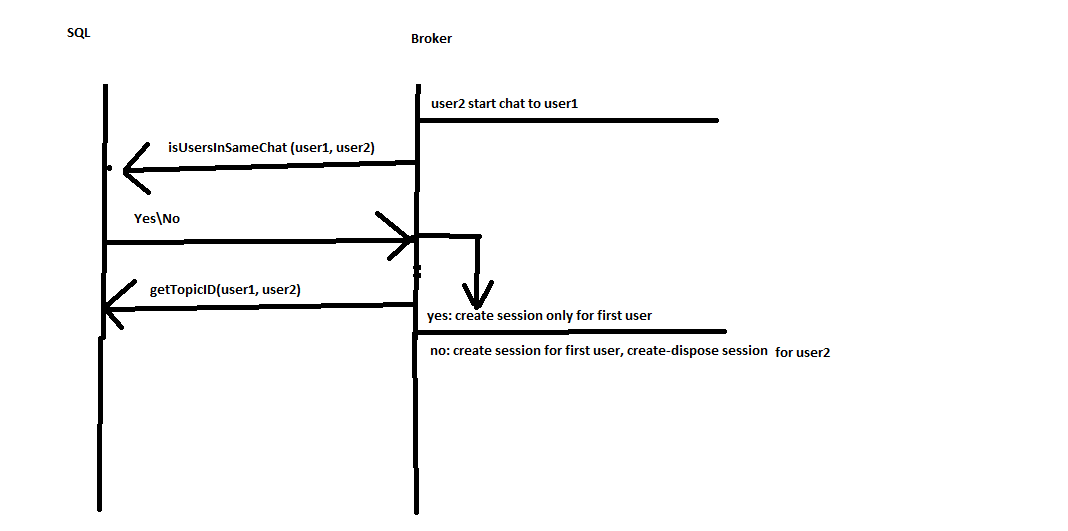 SQL
Broker
user2 start chat to user1
isUsersInSameChat (user1, user2)
Yes\No
getTopicID(user1, user2)
yes: create session only for first user
no: create session for first user, create-dispose session for user2